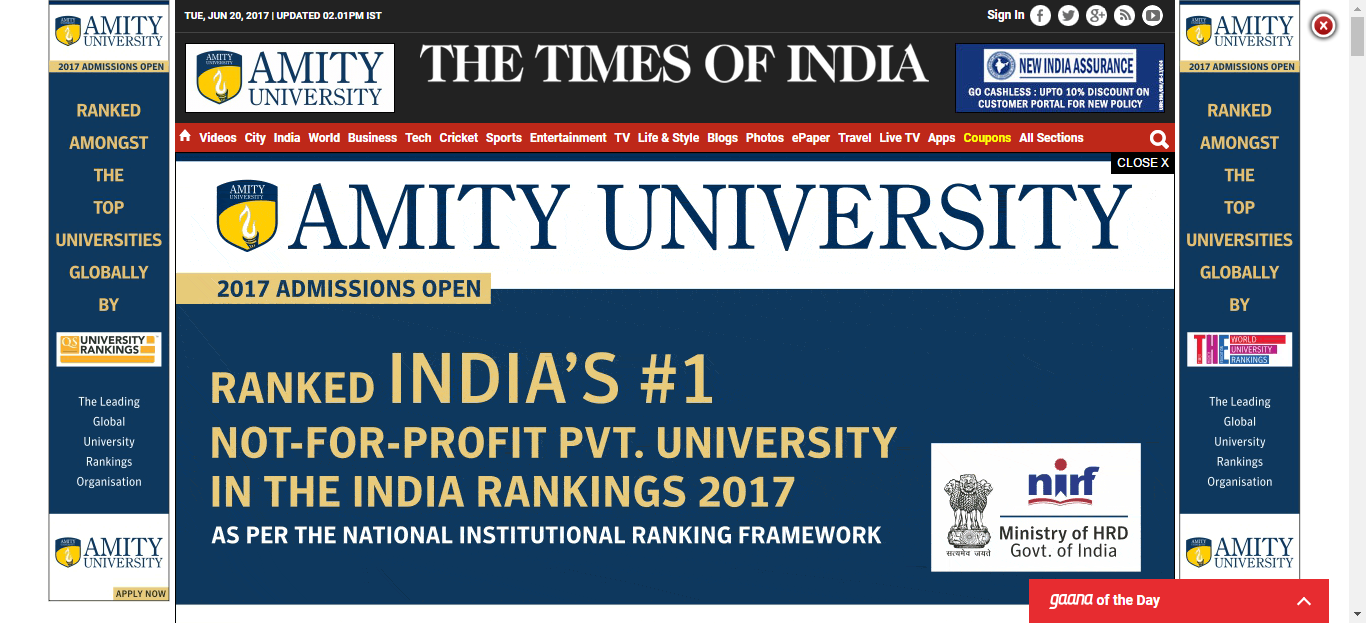 AMITY
UNIVERSITY
2017 ADMISSIONS OPEN
RANKED
AMONGST
THE
TOP
UNIVERSITIES
GLOBALLY
BY
QS UNIVERSITY
RANKINGS
The Leading
Global
University
Rankings
Organisation
AMITY
UNIVERSITY
APPLY NOW
TUE, JUN 20, 2017 | UPDATED 02.01PM IST
Sign In
AMITY
UNIVERSITY
AMITY
UNIVERSITY
THE TIMES OF INDIA
NEW INDIA ASSURANCE
GO CASHLESS : UPTO 10% DISCOUNT ON
CUSTOMER PORTAL FOR NEW POLICY
Videos City India World Business Tech Cricket Sports Entertainment TV Life & Style Blogs Photos ePaper Travel Live TV Apps Coupons All Sections
CLOSE X
AMITY
UNIVERSITY
AMITY UNIVERSITY
2017 ADMISSIONS OPEN
RANKED INDIA'S #1
NOT-FOR-PROFIT PVT. UNIVERSITY
IN THE INDIA RANKINGS 2017
AS PER THE NATIONAL INSTITUTIONAL RANKING FRAMEWORK
nirf
Ministry of HRD
Govt. of India
सत्यमेव जयते
gaana of the Day
AMITY
UNIVERSITY
2017 ADMISSIONS OPEN
RANKED
AMONGST
THE
TOP
UNIVERSITIES
GLOBALLY
BY
THE WORLD
UNIVERSITY
RANKINGS
The Leading
Global
University
Rankings
Organisation
AMITY
UNIVERSITY